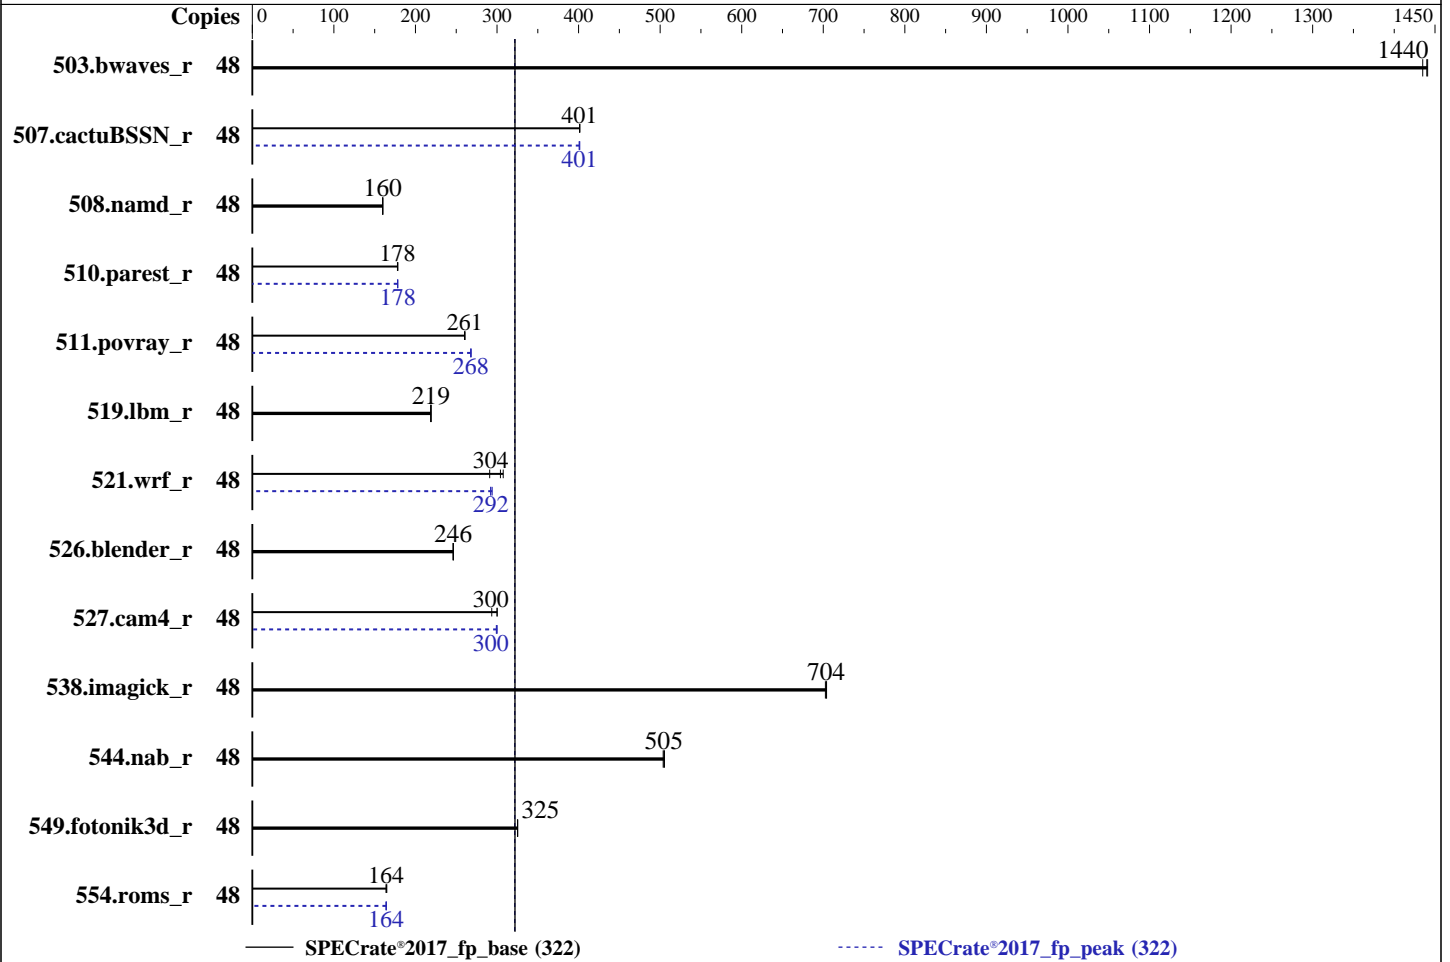 Copies 0 100 200 300 400 500 600 700 800 900 1000 1100 1200 1300 1450
503.bwaves_r 48 1440
507.cactuBSSN_r 48 401
401
508.namd_r 48 160
510.parest_r 48 178
178
511.povray_r 48 261
268
519.lbm_r 48 219
521.wrf_r 48 304
292
526.blender_r 48 246
527.cam4_r 48 300
300
538.imagick_r 48 704
544.nab_r 48 505
549.fotonik3d_r 48 325
554.roms_r 48 164
164
SPECrate®2017_fp_base (322) SPECrate®2017_fp_peak (322)